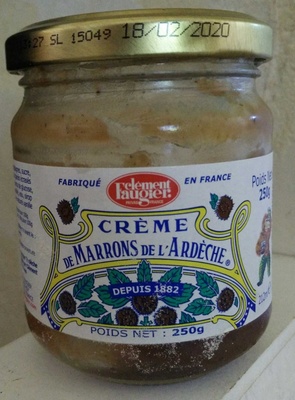 27 SL 15049 18/02/2020
clément
faugier
FABRIQUÉ EN FRANCE
Poids Ne
250g
CRÈME
DE MARRONS DE L'ARDÈCHE®
DEPUIS 1882
POIDS NET : 250g